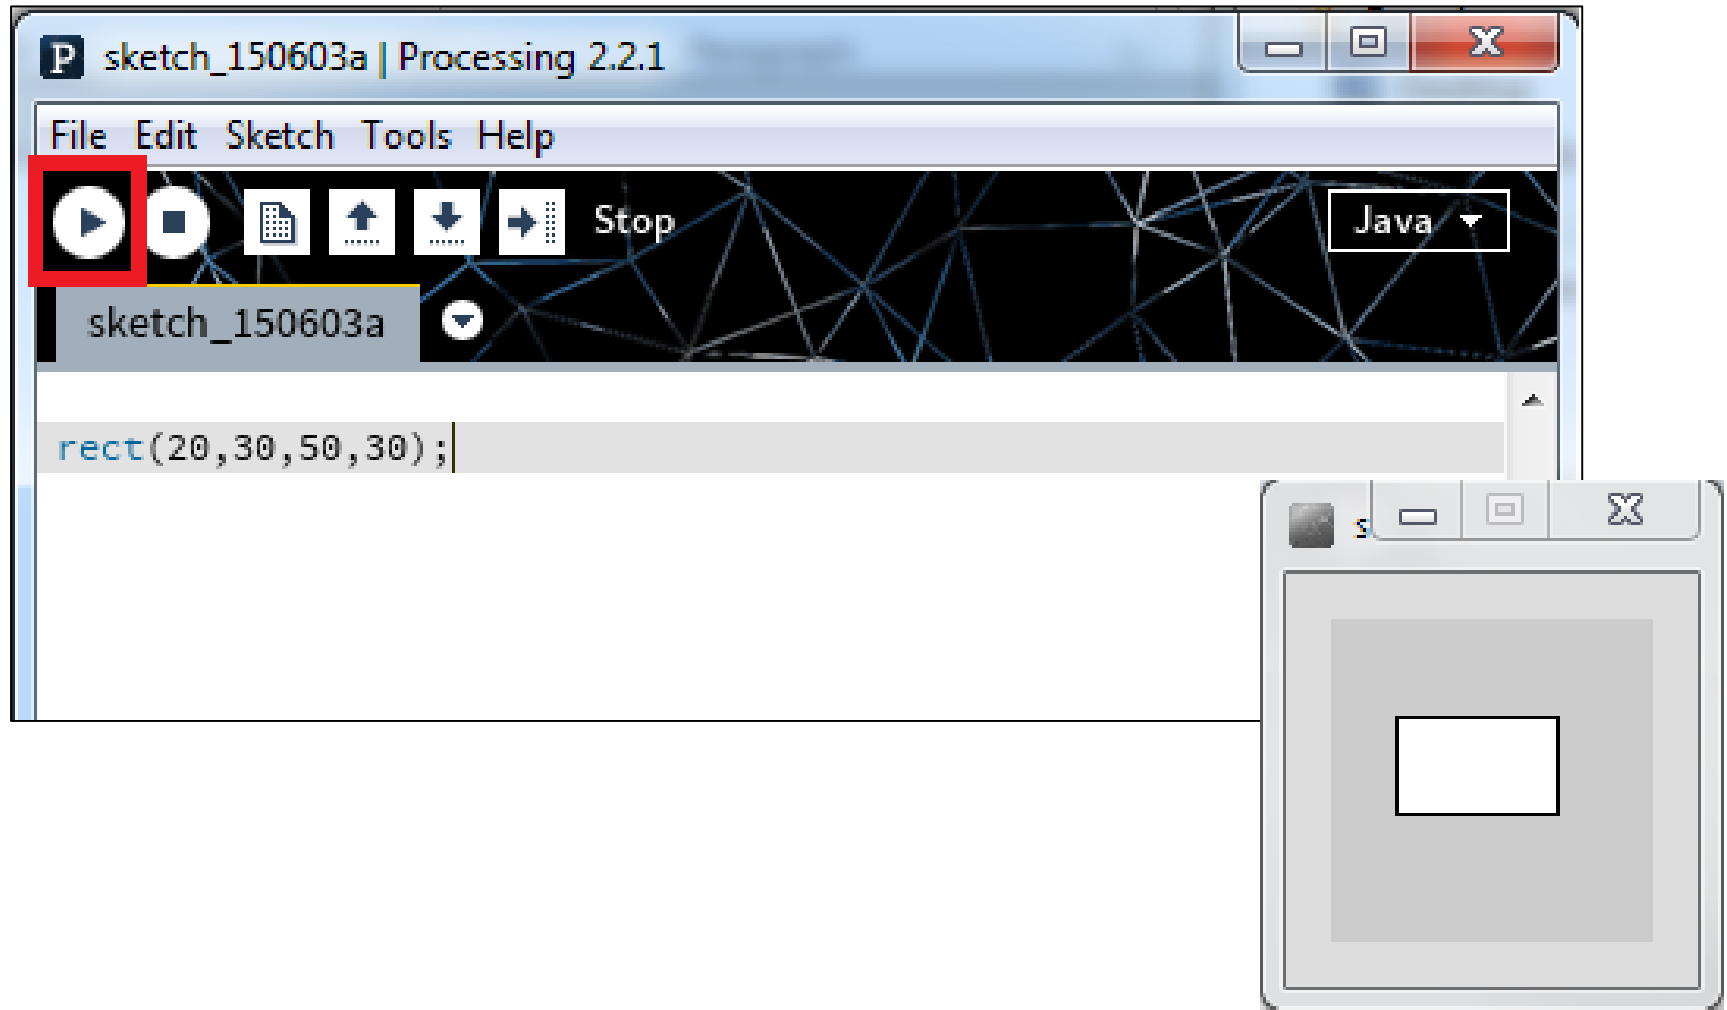 P sketch_150603a | Processing 2.2.1
File Edit Sketch Tools Help
Stop
Java
sketch_150603a
rect(20,30,50,30);
s